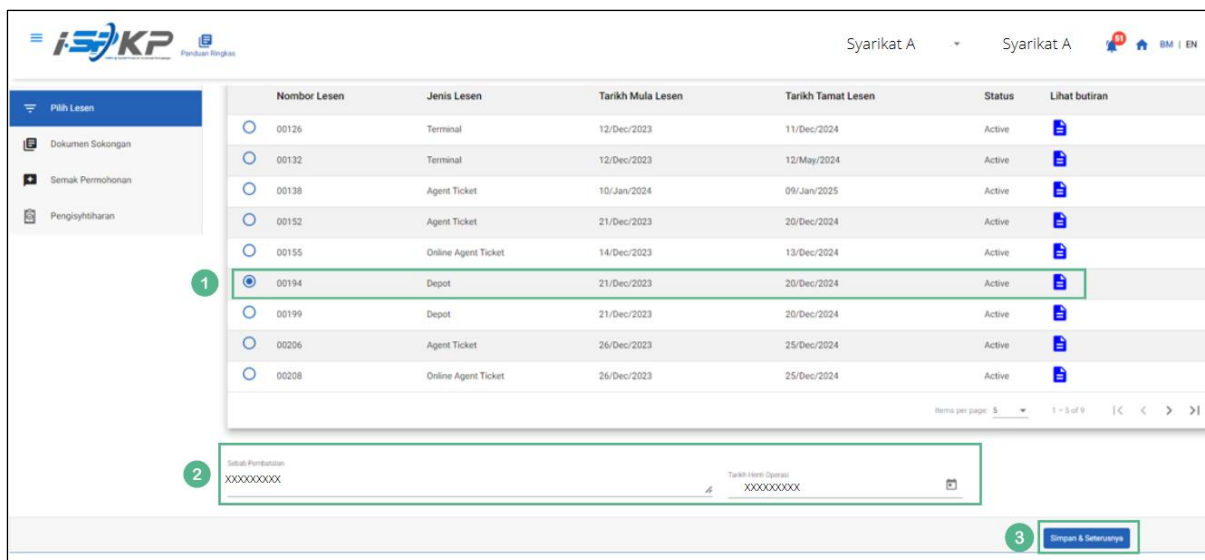 i-SPKP
Panduan Ringkas
Syarikat A
Syarikat A
51
BM | EN
Pilih Lesen
Dokumen Sokongan
Semak Permohonan
Pengisyhtiharan
Nombor Lesen Jenis Lesen Tarikh Mula Lesen Tarikh Tamat Lesen Status Lihat butiran
00126 Terminal 12/Dec/2023 11/Dec/2024 Active
00132 Terminal 12/Dec/2023 12/May/2024 Active
00138 Agent Ticket 10/Jan/2024 09/Jan/2025 Active
00152 Agent Ticket 21/Dec/2023 20/Dec/2024 Active
00155 Online Agent Ticket 14/Dec/2023 13/Dec/2024 Active
1 00194 Depot 21/Dec/2023 20/Dec/2024 Active
00199 Depot 21/Dec/2023 20/Dec/2024 Active
00206 Agent Ticket 26/Dec/2023 25/Dec/2024 Active
00208 Online Agent Ticket 26/Dec/2023 25/Dec/2024 Active
Items per page: 5 1 – 5 of 9
2
Sebab Pembatalan
XXXXXXXXX
Tarikh Henti Operasi
XXXXXXXXX
3 Simpan & Seterusnya